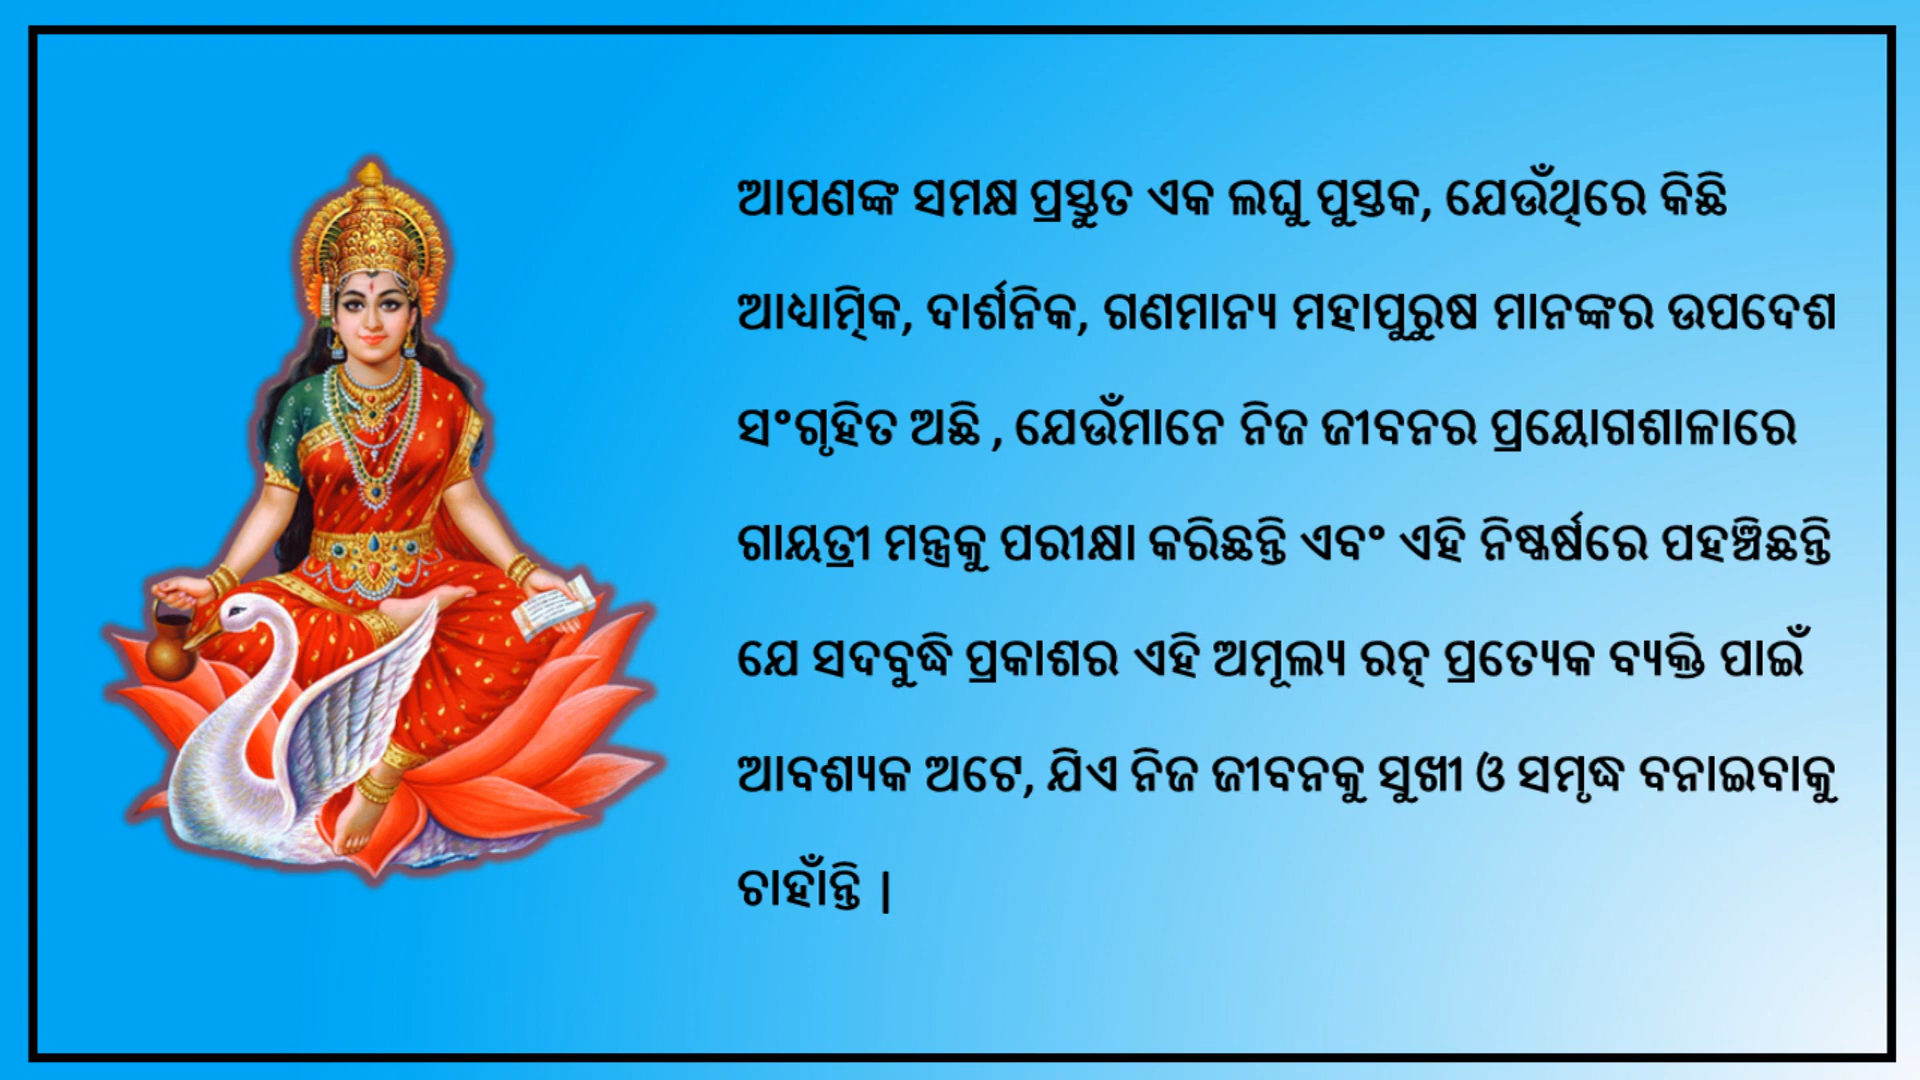 ଆପଣଙ୍କ ସମକ୍ଷ ପ୍ରସ୍ତୁତ ଏକ ଲଘୁ ପୁସ୍ତକ, ଯେଉଁଥିରେ କିଛି
ଆଧ୍ୟାତ୍ମିକ, ଦାର୍ଶନିକ, ଗଣମାନ୍ୟ ମହାପୁରୁଷ ମାନଙ୍କର ଉପଦେଶ
ସଂଗୃହିତ ଅଛି , ଯେଉଁମାନେ ନିଜ ଜୀବନର ପ୍ରୟୋଗଶାଳାରେ
ଗାୟତ୍ରୀ ମନ୍ତ୍ରକୁ ପରୀକ୍ଷା କରିଛନ୍ତି ଏବଂ ଏହି ନିଷ୍କର୍ଷରେ ପହଞ୍ଚିଛନ୍ତି
ଯେ ସଦବୁଦ୍ଧି ପ୍ରକାଶର ଏହି ଅମୂଲ୍ୟ ରତ୍ନ ପ୍ରତ୍ୟେକ ବ୍ୟକ୍ତି ପାଇଁ
ଆବଶ୍ୟକ ଅଟେ, ଯିଏ ନିଜ ଜୀବନକୁ ସୁଖୀ ଓ ସମୃଦ୍ଧ ବନାଇବାକୁ
ଚାହାଁନ୍ତି |